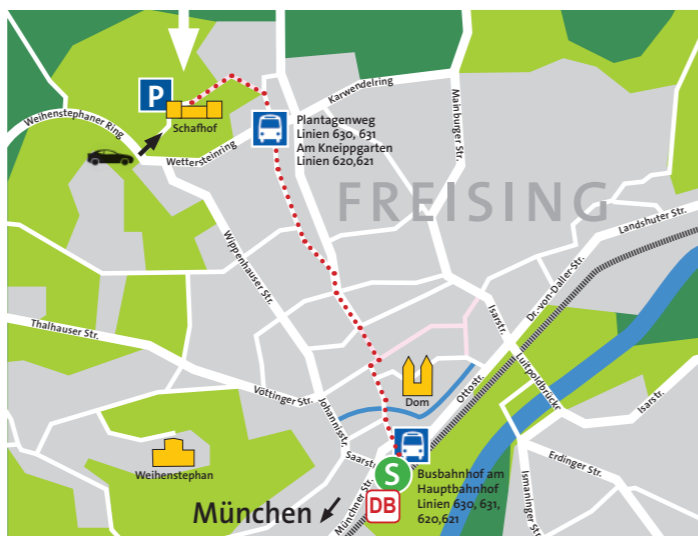 P
Schafhof
Weihenstephaner Ring
Wettersteinring
Karwendelring
Mainburger Str.
Plantagenweg
Linien 630, 631
Am Kneippgarten
Linien 620,621
FREISING
Landshuter Str.
Dr.-von-Daller-Str.
Wippenhauser Str.
Isarstr.
Luitpoldbrücke
Thalhauser Str.
Vöttinger Str.
Johannisstr.
Dom
Ottostr.
Isarstr.
Weihenstephan
Saarstr.
S
DB
Busbahnhof am
Hauptbahnhof
Linien 630, 631,
620,621
Erdinger Str.
Ismaninger Str.
Münchner Str.
München